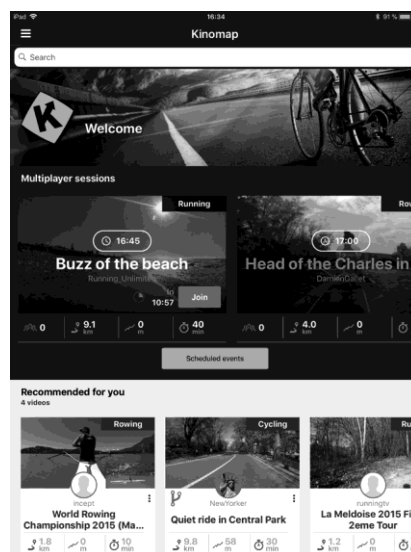 iPad
16:34
91 %
Kinomap
Search
Welcome
Multiplayer sessions
Running
16:45
Buzz of the beach
Running Unlimited
In
10:57
Join
0
9.1
km
0
m
40
min
Ro
17:00
Head of the Charles in
DamienGallet
0
4.0
km
0
m
Scheduled events
Recommended for you
4 videos
Rowing
incept
World Rowing
Championship 2015 (Ma...
1.8
km
0
m
10
min
Cycling
NewYorker
Quiet ride in Central Park
9.8
km
58
m
30
min
Ru
runningtv
La Meldoise 2015 Fi
2eme Tour
1.2
km
0
m